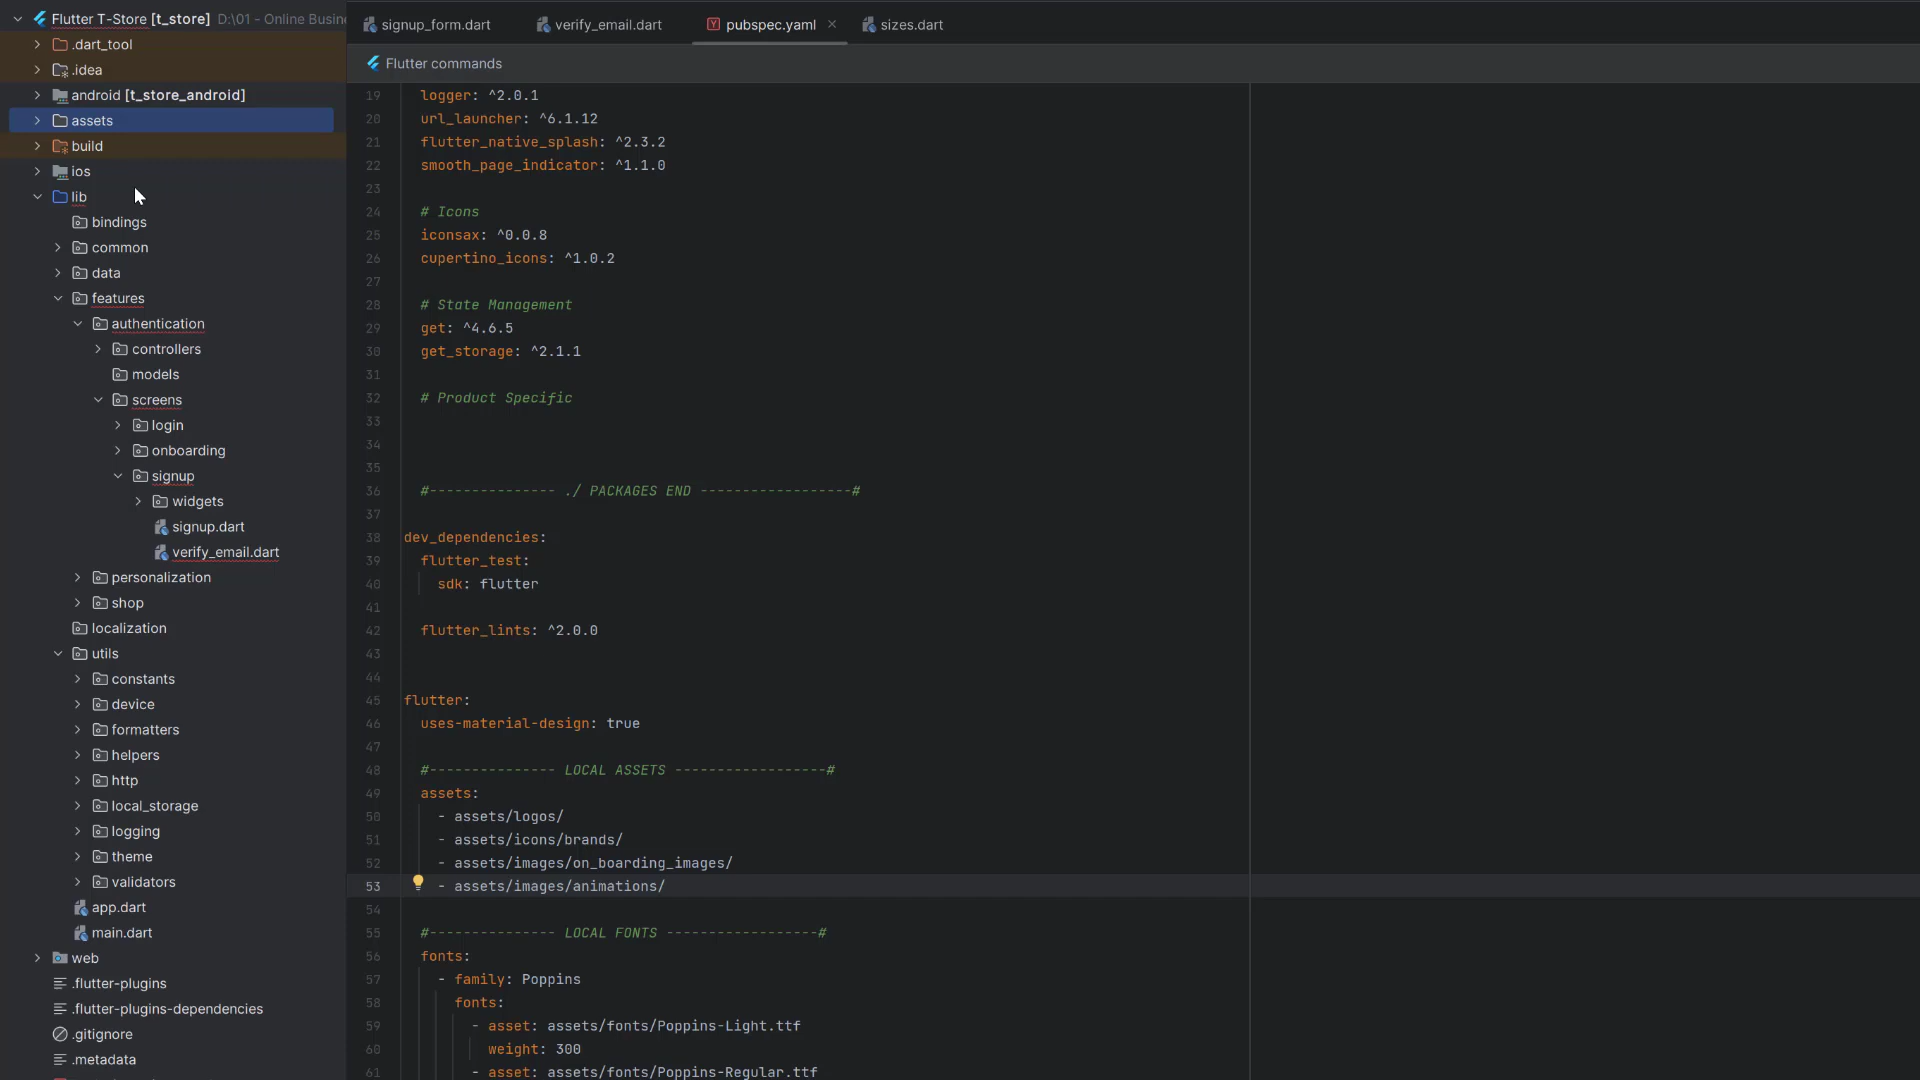 Flutter T-Store [t_store] D:\01 - Online Busine
.dart_tool
.idea
android [t_store_android]
assets
build
ios
lib
bindings
common
data
features
authentication
controllers
models
screens
login
onboarding
signup
widgets
signup.dart
verify_email.dart
personalization
shop
localization
utils
constants
device
formatters
helpers
http
local_storage
logging
theme
validators
app.dart
main.dart
web
.flutter-plugins
.flutter-plugins-dependencies
.gitignore
.metadata
signup_form.dart verify_email.dart pubspec.yaml sizes.dart
Flutter commands
19 logger: ^2.0.1
20 url_launcher: ^6.1.12
21 flutter_native_splash: ^2.3.2
22 smooth_page_indicator: ^1.1.0
23
24 # Icons
25 iconsax: ^0.0.8
26 cupertino_icons: ^1.0.2
27
28 # State Management
29 get: ^4.6.5
30 get_storage: ^2.1.1
31
32 # Product Specific
33
34
35
36 #--------------- ./ PACKAGES END ------------------#
37
38 dev_dependencies:
39 flutter_test:
40 sdk: flutter
41
42 flutter_lints: ^2.0.0
43
44
45 flutter:
46 uses-material-design: true
47
48 #--------------- LOCAL ASSETS ------------------#
49 assets:
50 - assets/logos/
51 - assets/icons/brands/
52 - assets/images/on_boarding_images/
53 - assets/images/animations/
54
55 #--------------- LOCAL FONTS ------------------#
56 fonts:
57 - family: Poppins
58 fonts:
59 - asset: assets/fonts/Poppins-Light.ttf
60 weight: 300
61 - asset: assets/fonts/Poppins-Regular.ttf